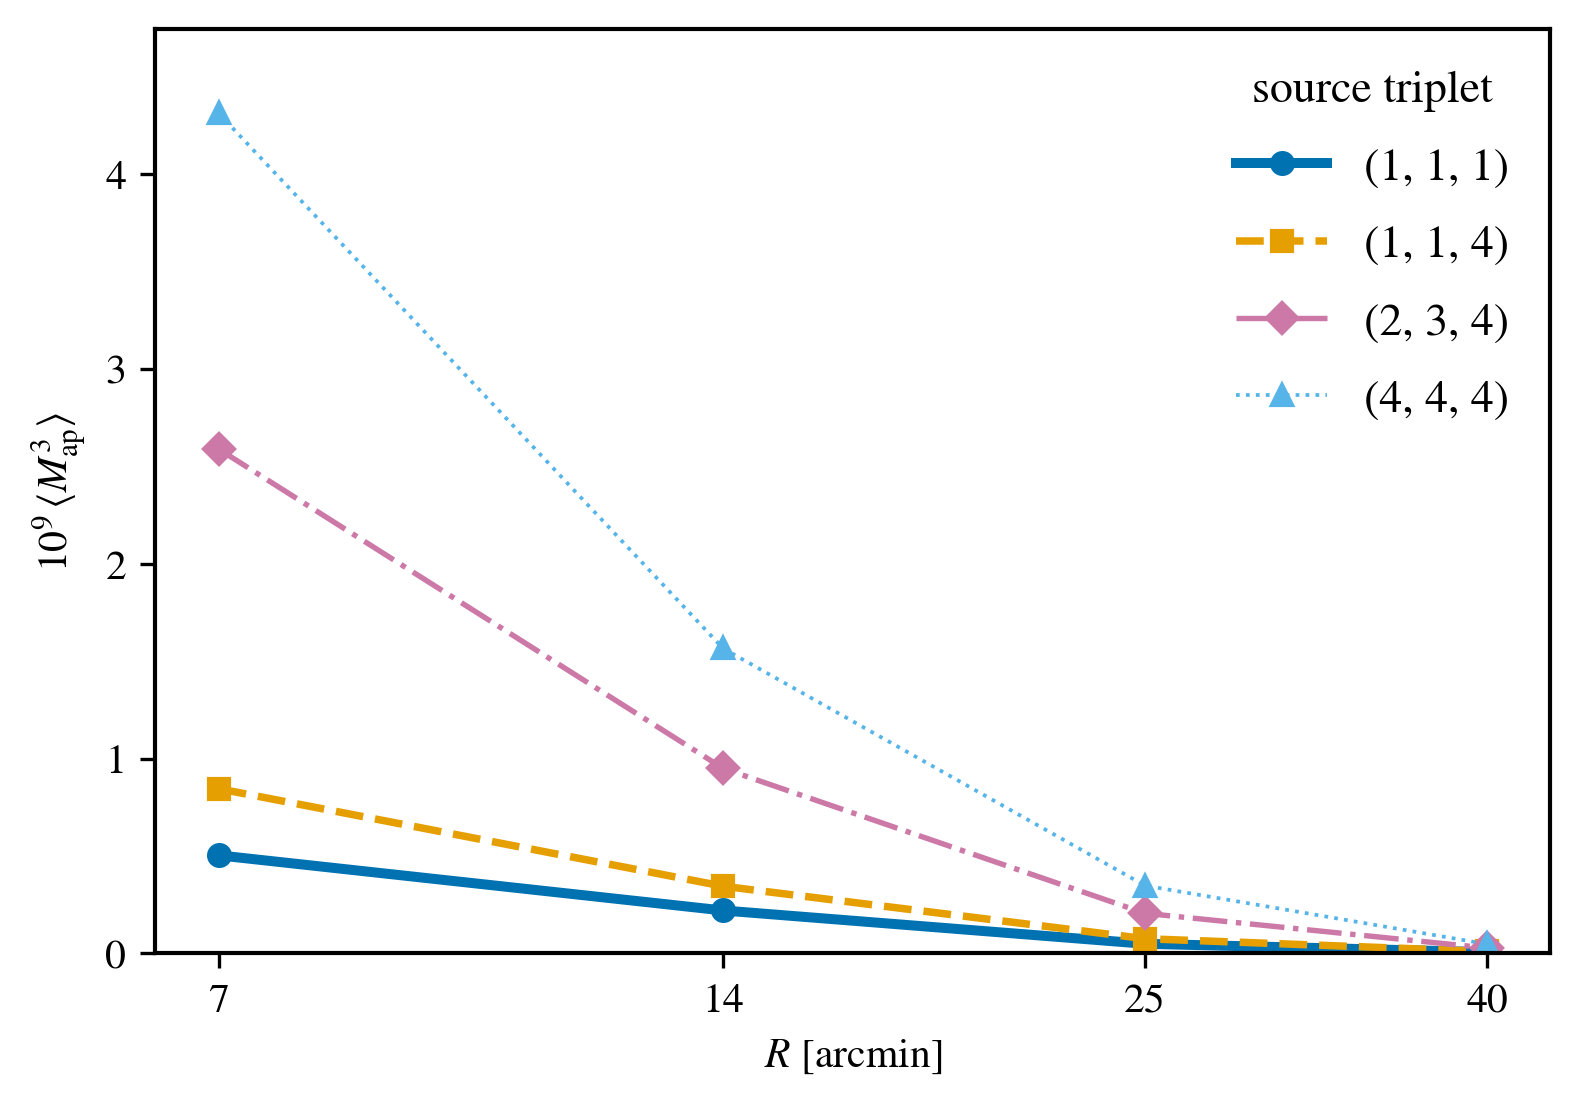 source triplet
(1, 1, 1)
(1, 1, 4)
(2, 3, 4)
(4, 4, 4)
4
3
2
1
0
10⁹ ⟨M³ₐₚ⟩
7 14 25 40
R [arcmin]